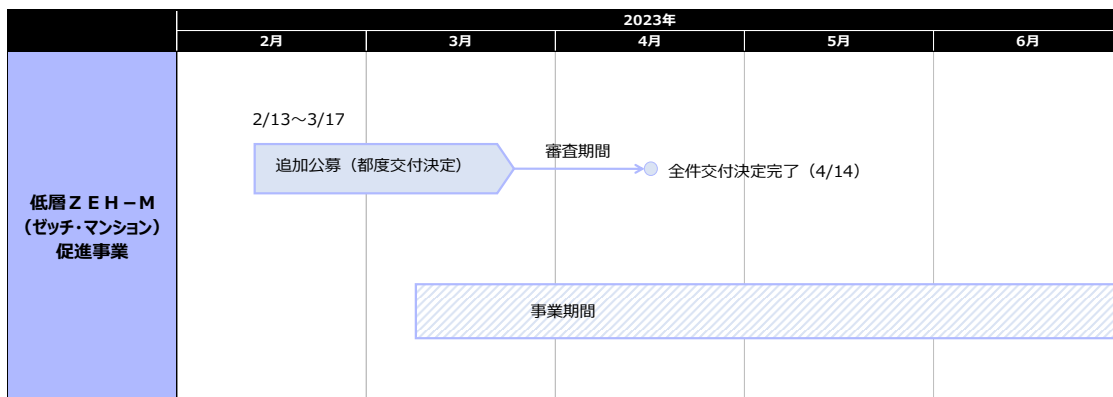 2023年
2月
3月
4月
5月
6月
低層ZEH－M
（ゼッチ・マンション）
促進事業
2/13～3/17
追加公募（都度交付決定）
審査期間
全件交付決定完了（4/14）
事業期間